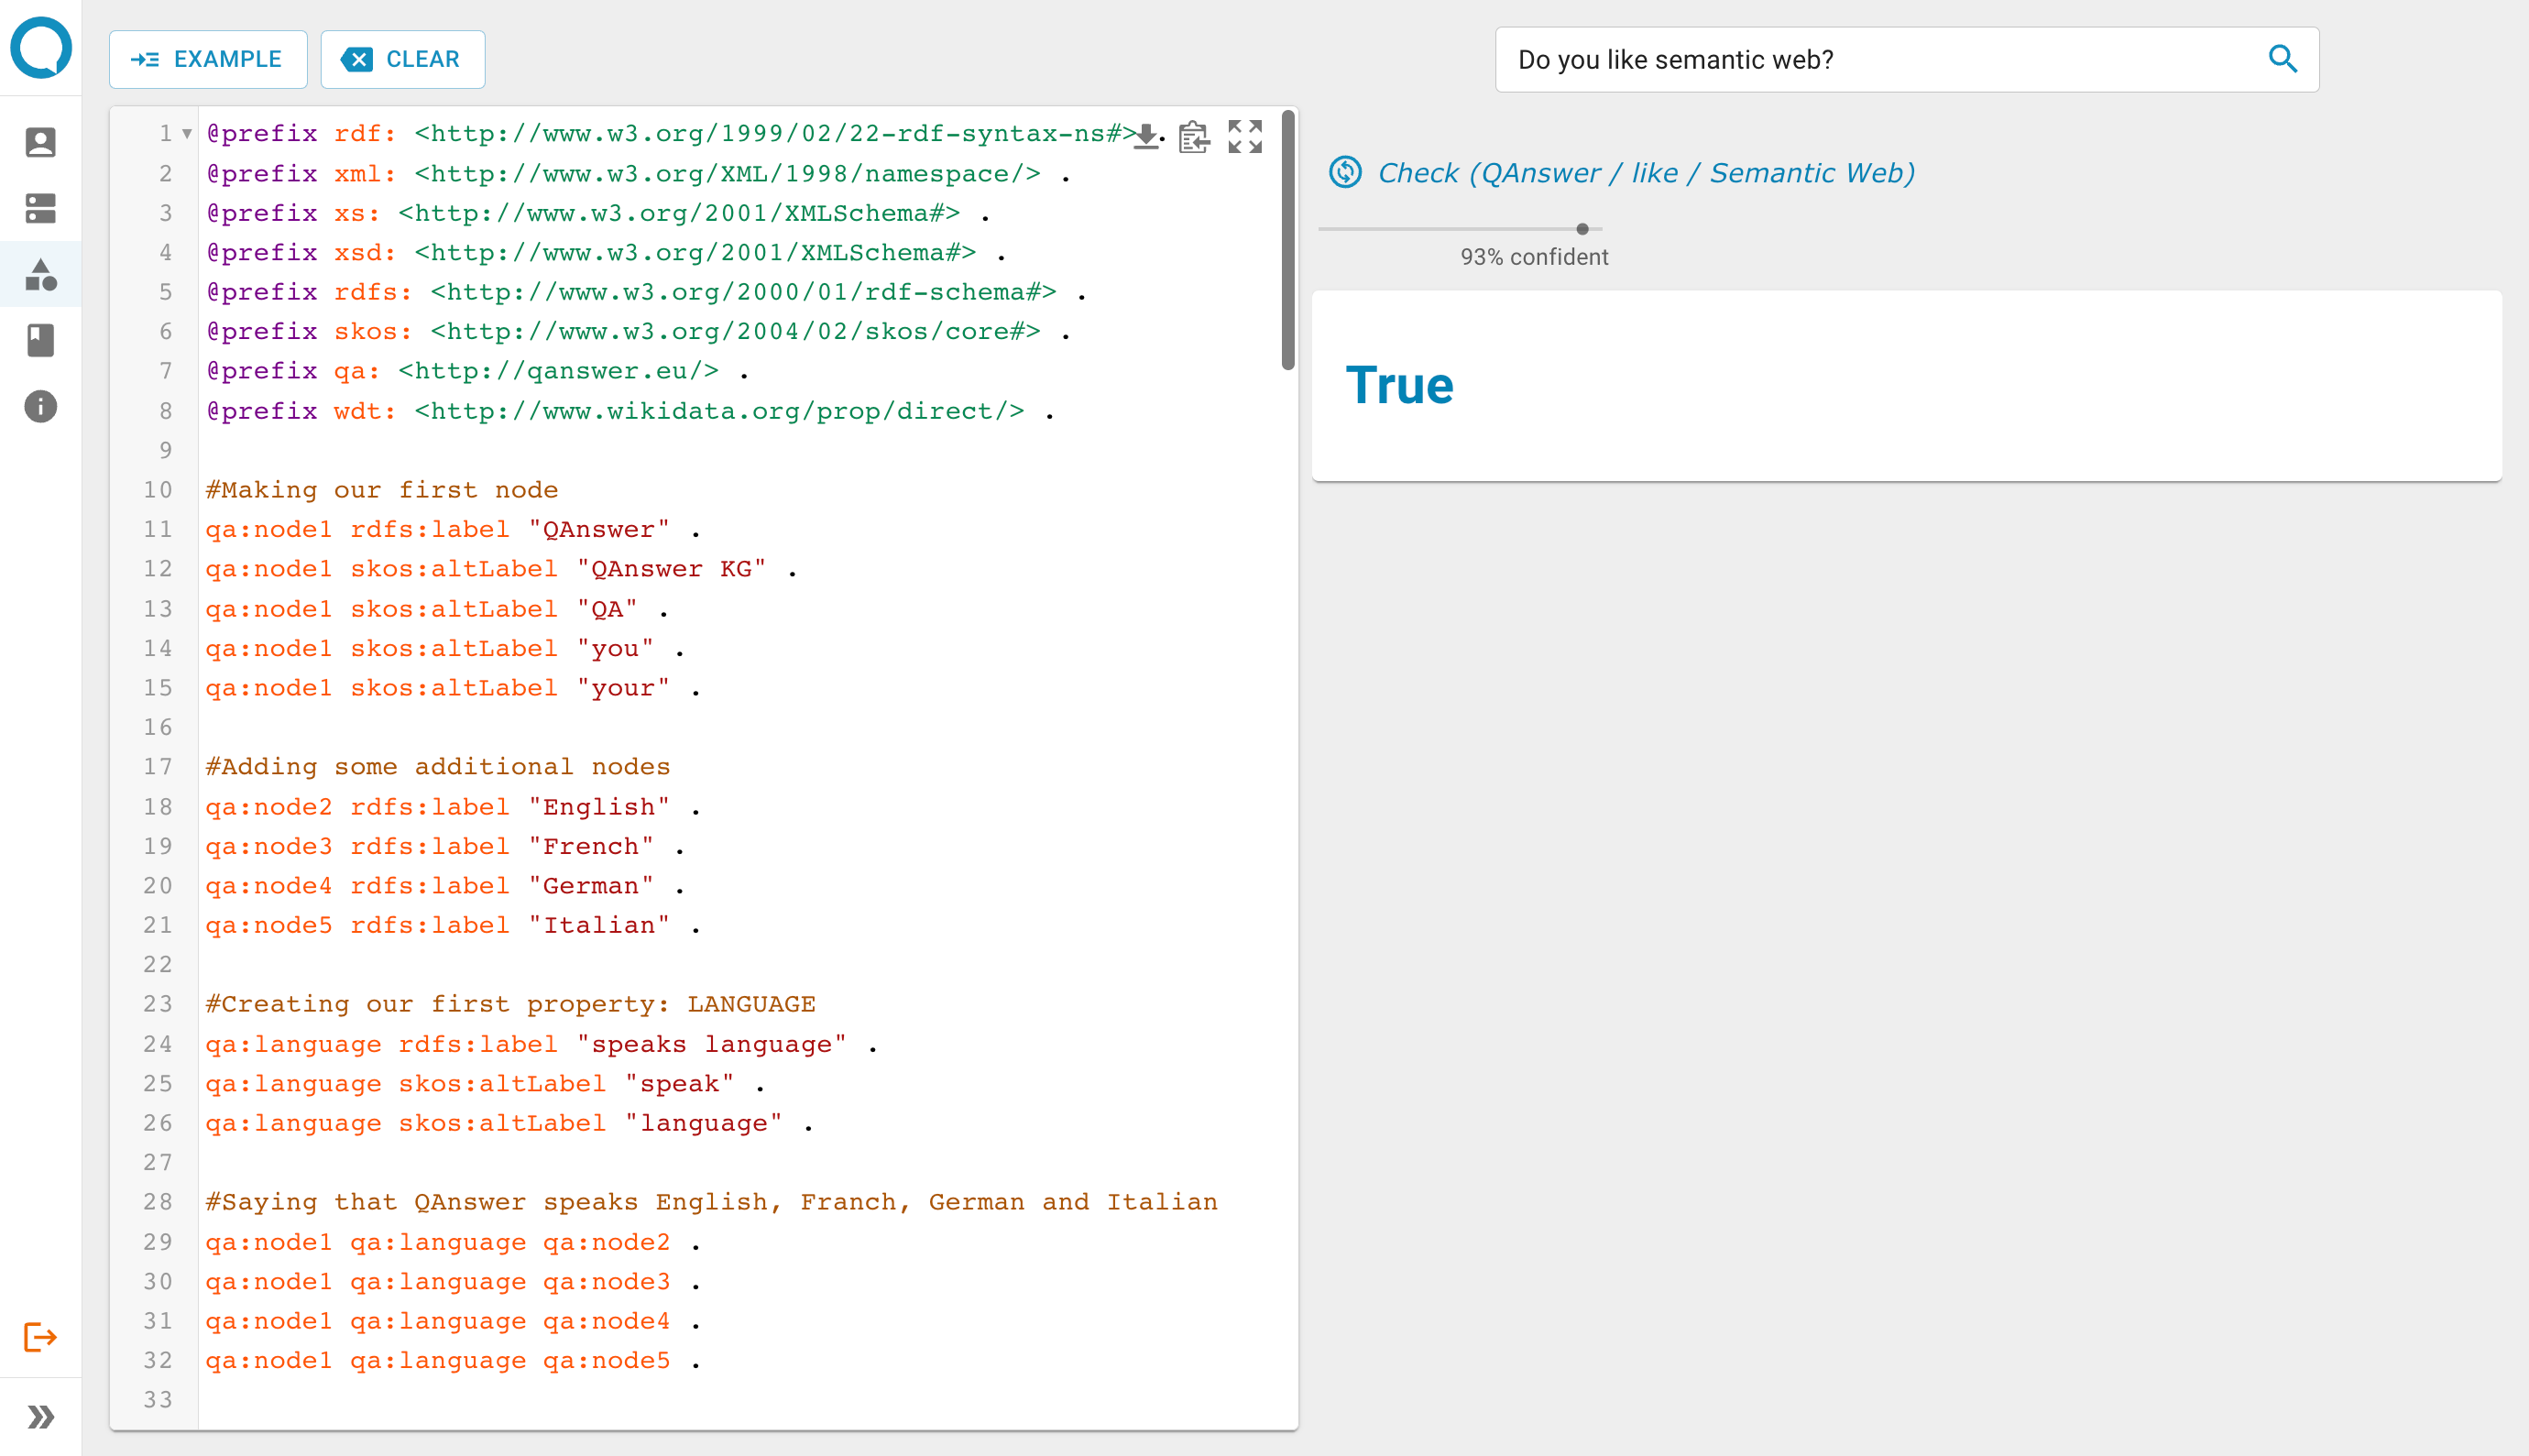 EXAMPLE
CLEAR
Do you like semantic web?
1 @prefix rdf: <http://www.w3.org/1999/02/22-rdf-syntax-ns#> .
2 @prefix xml: <http://www.w3.org/XML/1998/namespace/> .
3 @prefix xs: <http://www.w3.org/2001/XMLSchema#> .
4 @prefix xsd: <http://www.w3.org/2001/XMLSchema#> .
5 @prefix rdfs: <http://www.w3.org/2000/01/rdf-schema#> .
6 @prefix skos: <http://www.w3.org/2004/02/skos/core#> .
7 @prefix qa: <http://qanswer.eu/> .
8 @prefix wdt: <http://www.wikidata.org/prop/direct/> .
9
10 #Making our first node
11 qa:node1 rdfs:label "QAnswer" .
12 qa:node1 skos:altLabel "QAnswer KG" .
13 qa:node1 skos:altLabel "QA" .
14 qa:node1 skos:altLabel "you" .
15 qa:node1 skos:altLabel "your" .
16
17 #Adding some additional nodes
18 qa:node2 rdfs:label "English" .
19 qa:node3 rdfs:label "French" .
20 qa:node4 rdfs:label "German" .
21 qa:node5 rdfs:label "Italian" .
22
23 #Creating our first property: LANGUAGE
24 qa:language rdfs:label "speaks language" .
25 qa:language skos:altLabel "speak" .
26 qa:language skos:altLabel "language" .
27
28 #Saying that QAnswer speaks English, Franch, German and Italian
29 qa:node1 qa:language qa:node2 .
30 qa:node1 qa:language qa:node3 .
31 qa:node1 qa:language qa:node4 .
32 qa:node1 qa:language qa:node5 .
33
Check (QAnswer / like / Semantic Web)
93% confident
True